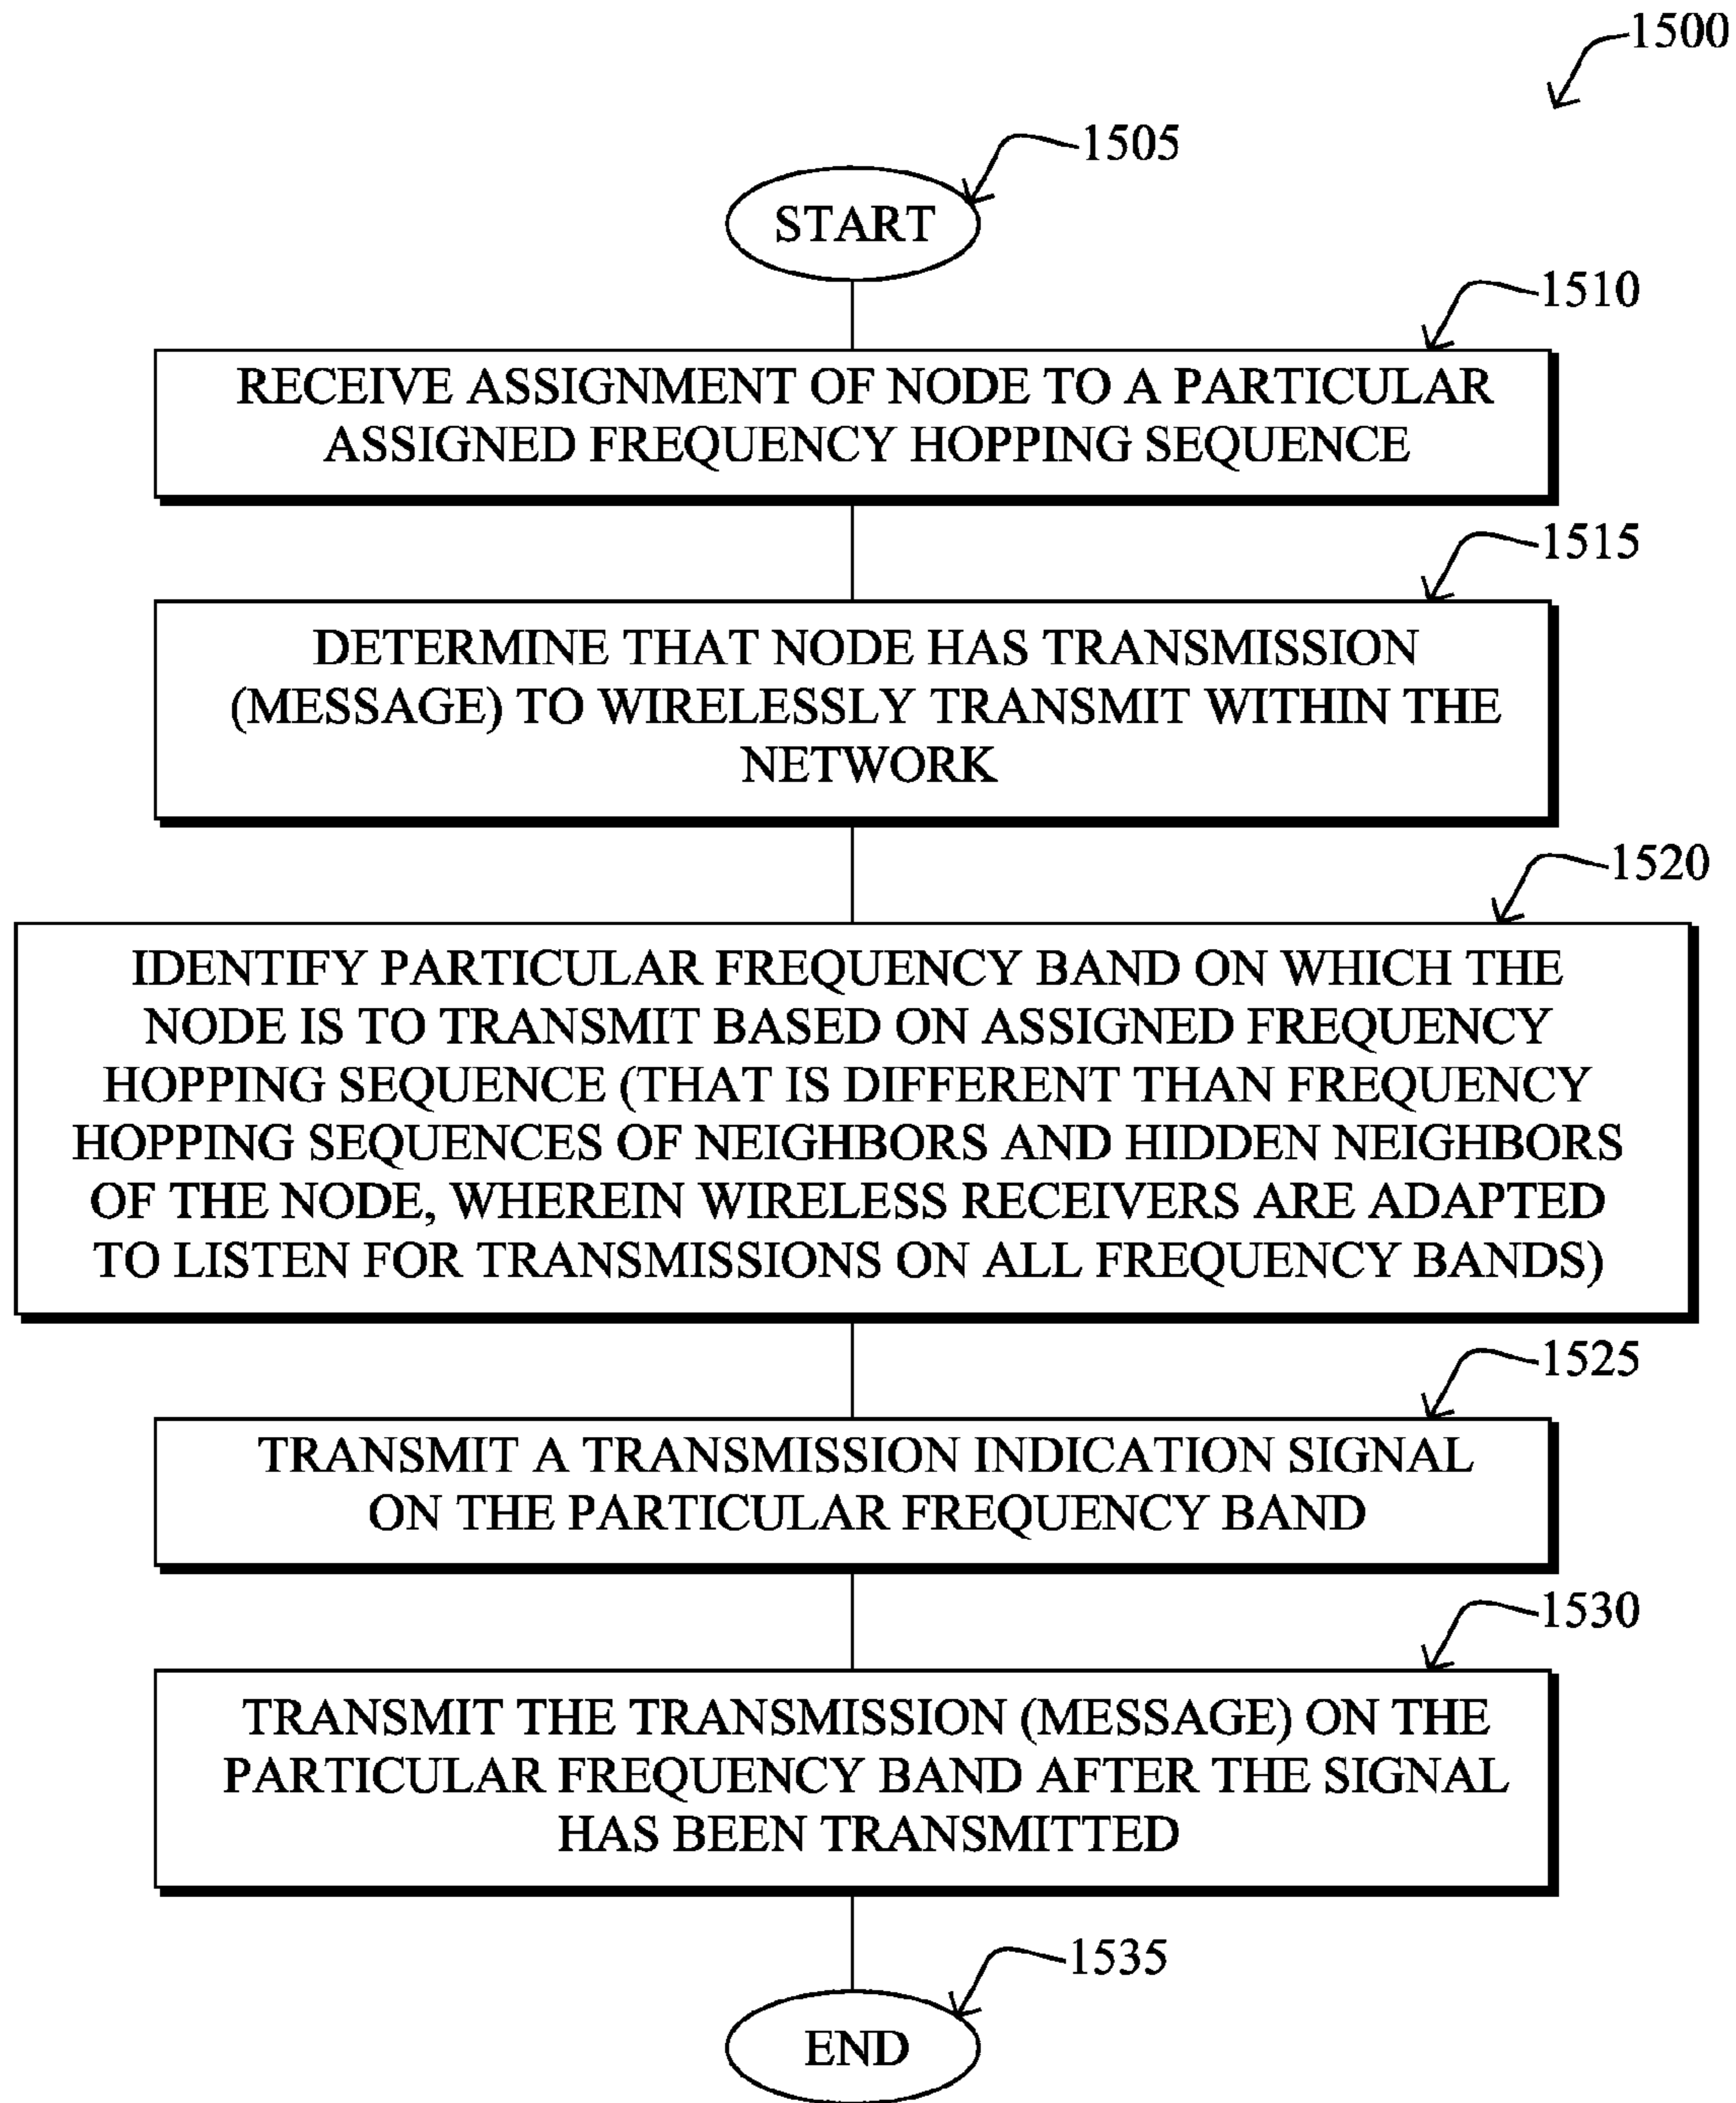 1500
1505
START
1510
RECEIVE ASSIGNMENT OF NODE TO A PARTICULAR
ASSIGNED FREQUENCY HOPPING SEQUENCE
1515
DETERMINE THAT NODE HAS TRANSMISSION
(MESSAGE) TO WIRELESSLY TRANSMIT WITHIN THE
NETWORK
1520
IDENTIFY PARTICULAR FREQUENCY BAND ON WHICH THE
NODE IS TO TRANSMIT BASED ON ASSIGNED FREQUENCY
HOPPING SEQUENCE (THAT IS DIFFERENT THAN FREQUENCY
HOPPING SEQUENCES OF NEIGHBORS AND HIDDEN NEIGHBORS
OF THE NODE, WHEREIN WIRELESS RECEIVERS ARE ADAPTED
TO LISTEN FOR TRANSMISSIONS ON ALL FREQUENCY BANDS)
1525
TRANSMIT A TRANSMISSION INDICATION SIGNAL
ON THE PARTICULAR FREQUENCY BAND
1530
TRANSMIT THE TRANSMISSION (MESSAGE) ON THE
PARTICULAR FREQUENCY BAND AFTER THE SIGNAL
HAS BEEN TRANSMITTED
1535
END